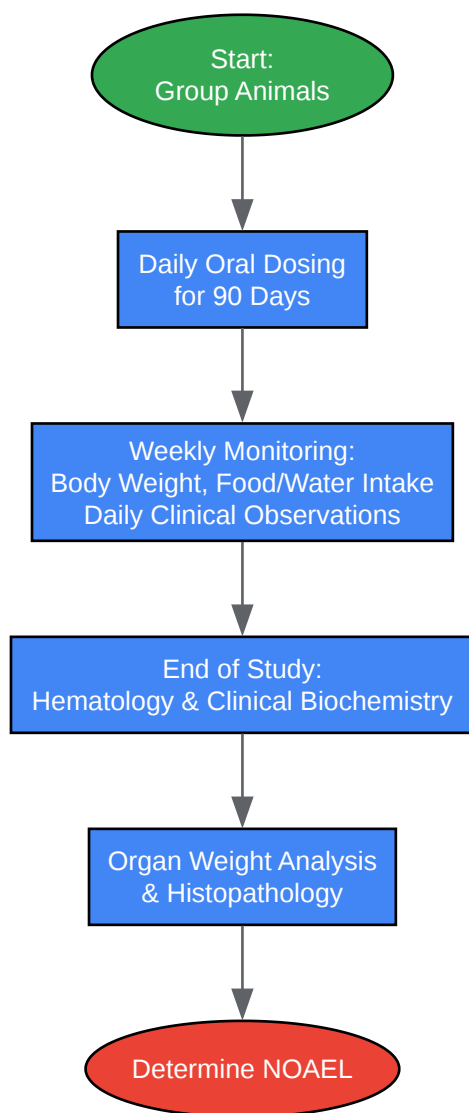 Start:
Group Animals
Daily Oral Dosing
for 90 Days
Weekly Monitoring:
Body Weight, Food/Water Intake
Daily Clinical Observations
End of Study:
Hematology & Clinical Biochemistry
Organ Weight Analysis
& Histopathology
Determine NOAEL